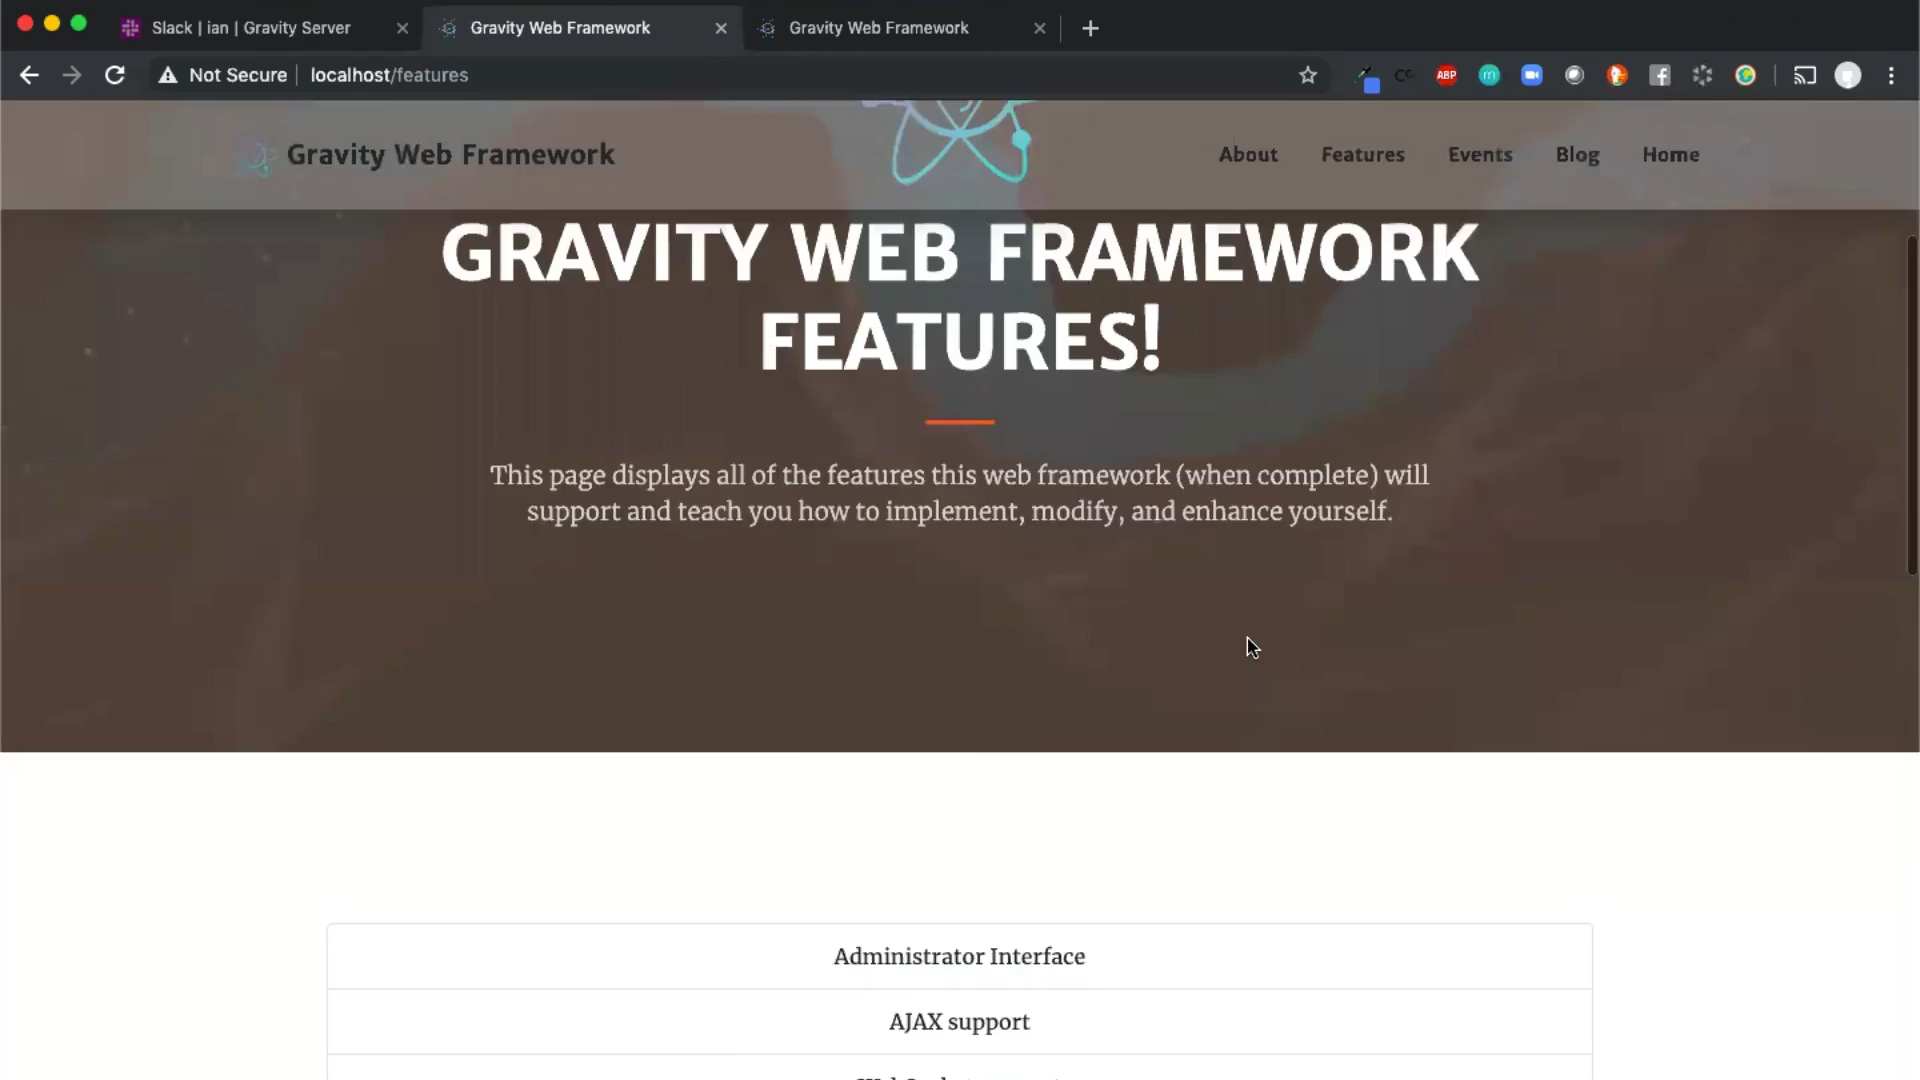 Slack | ian | Gravity Server
Gravity Web Framework
Gravity Web Framework
Not Secure
localhost/features
ABP
Gravity Web Framework
About
Features
Events
Blog
Home
GRAVITY WEB FRAMEWORK
FEATURES!
This page displays all of the features this web framework (when complete) will
support and teach you how to implement, modify, and enhance yourself.
Administrator Interface
AJAX support